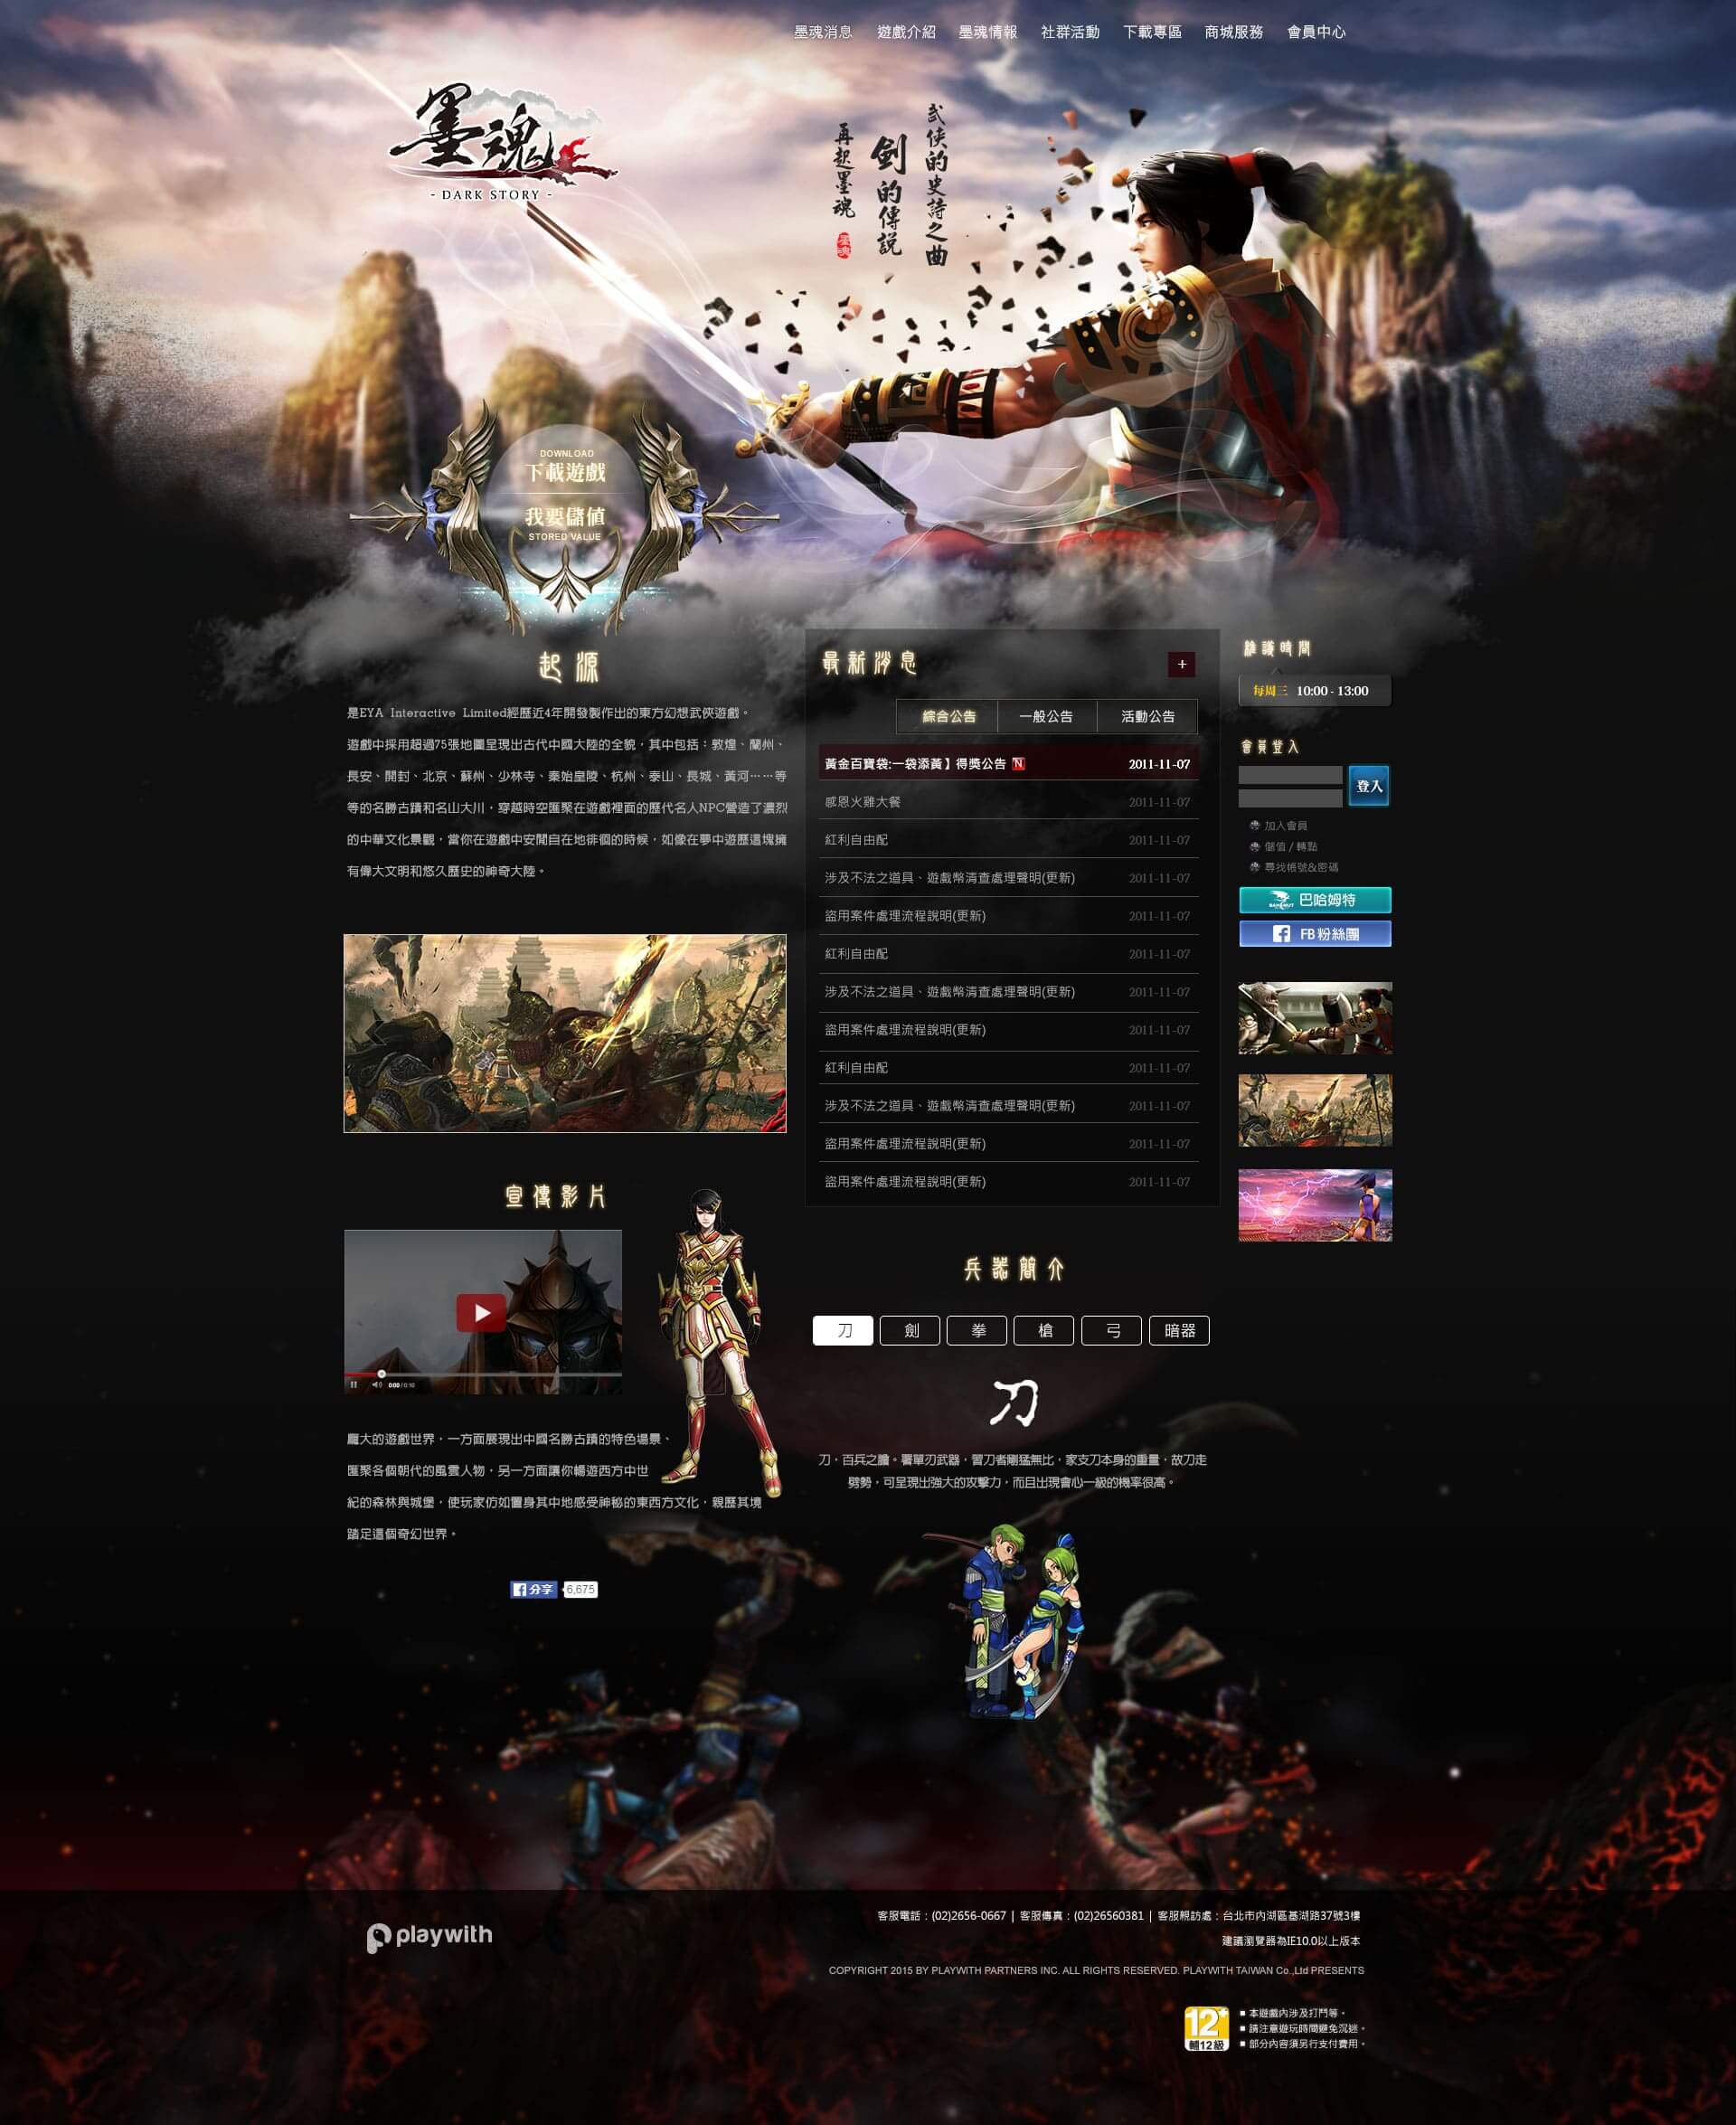 墨魂消息 遊戲介紹 墨魂情報 社群活動 下載專區 商城服務 會員中心
墨魂
- DARK STORY -
武俠的史詩之曲
劍的傳説
再起墨魂
墨魂
DOWNLOAD
下載遊戲
我要儲值
STORED VALUE
起源
是EYA Interactive Limited經歷近4年開發製作出的東方幻想武俠遊戲。
遊戲中採用超過75張地圖呈現出古代中國大陸的全貌，其中包括：敦煌、蘭州、
長安、開封、北京、蘇州、少林寺、秦始皇陵、杭州、泰山、長城、黃河⋯⋯等
等的名勝古蹟和名山大川，穿越時空匯聚在遊戲裡面的歷代名人NPC營造了濃烈
的中華文化景觀，當你在遊戲中安閒自在地徘徊的時候，如像在夢中遊歷這塊擁
有偉大文明和悠久歷史的神奇大陸。
最新消息
+
綜合公告 一般公告 活動公告
黃金百寶袋:一袋添黃】得獎公告 N 2011-11-07
感恩火雞大餐 2011-11-07
紅利自由配 2011-11-07
涉及不法之道具、遊戲幣清查處理聲明(更新) 2011-11-07
盜用案件處理流程說明(更新) 2011-11-07
紅利自由配 2011-11-07
涉及不法之道具、遊戲幣清查處理聲明(更新) 2011-11-07
盜用案件處理流程說明(更新) 2011-11-07
紅利自由配 2011-11-07
涉及不法之道具、遊戲幣清查處理聲明(更新) 2011-11-07
盜用案件處理流程說明(更新) 2011-11-07
盜用案件處理流程說明(更新) 2011-11-07
維護時間
每周三 10:00 - 13:00
會員登入
登入
加入會員
儲值 / 轉點
尋找帳號&密碼
巴哈姆特
FB粉絲團
宣傳影片
0:00 / 0:10
龐大的遊戲世界，一方面展現出中國名勝古蹟的特色場景、
匯聚各個朝代的風雲人物，另一方面讓你暢遊西方中世
紀的森林與城堡，使玩家仿如置身其中地感受神秘的東西方文化，親歷其境
踏足這個奇幻世界。
分享 6,675
兵器簡介
刀 劍 拳 槍 弓 暗器
刀
刀，百兵之膽。署單刃武器，習刀者剛猛無比，家支刀本身的重量，故刀走
劈勢，可呈現出強大的攻擊力，而且出現會心一級的機率很高。
playwith
客服電話：(02)2656-0667 | 客服傳真：(02)26560381 | 客服親訪處：台北市內湖區基湖路37號3樓
建議瀏覽器為IE10.0以上版本
COPYRIGHT 2015 BY PLAYWITH PARTNERS INC. ALL RIGHTS RESERVED. PLAYWITH TAIWAN Co.,Ltd PRESENTS
12+
輔12級
■ 本遊戲內涉及打鬥等。
■ 請注意遊玩時間避免沉迷。
■ 部分內容須另行支付費用。